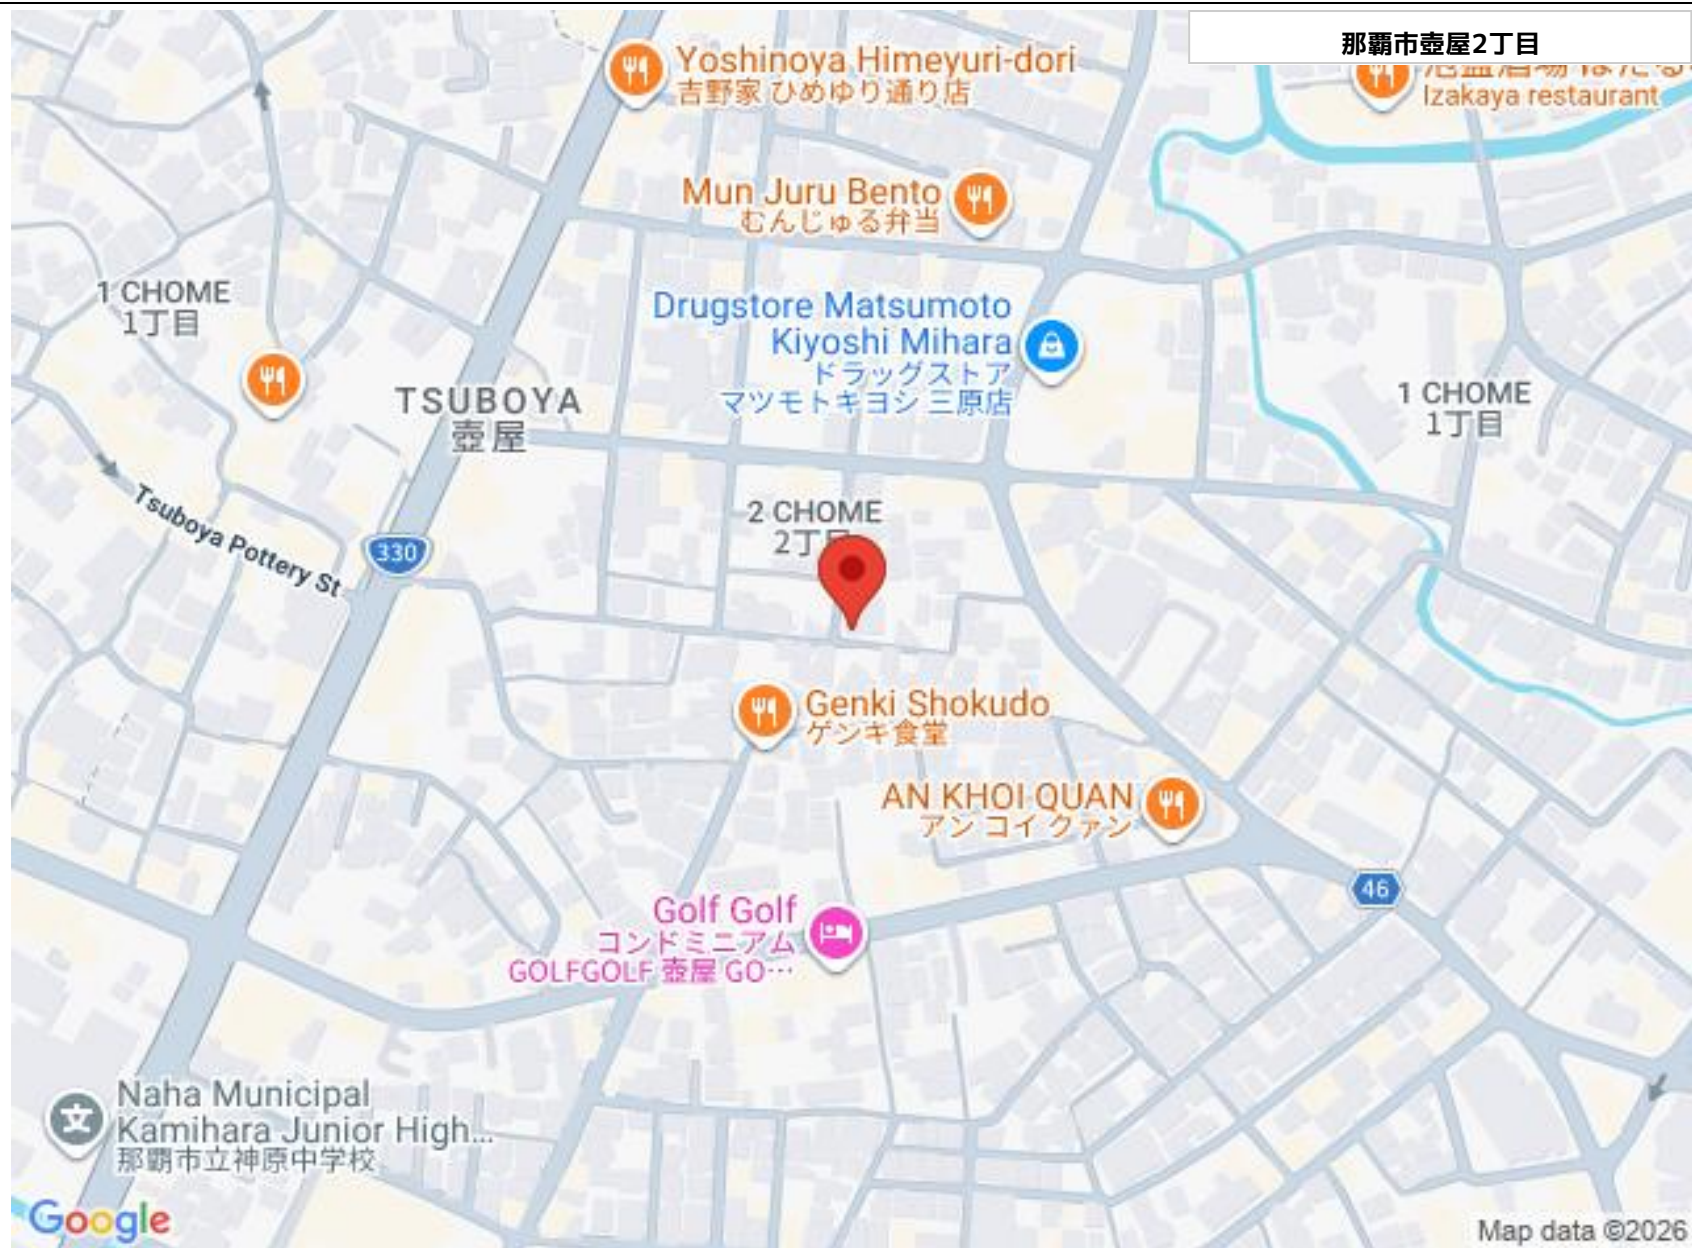 那覇市壺屋2丁目
Yoshinoya Himeyuri-dori
吉野家 ひめゆり通り店
Izakaya restaurant
Mun Juru Bento
むんじゅる弁当
1 CHOME
1丁目
Drugstore Matsumoto
Kiyoshi Mihara
ドラッグストア
マツモトキヨシ 三原店
TSUBOYA
壺屋
1 CHOME
1丁目
Tsuboya Pottery St
330
2 CHOME
2丁目
Genki Shokudo
ゲンキ食堂
AN KHOI QUAN
アン コイ クァン
46
Golf Golf
コンドミニアム
GOLFGOLF 壺屋 GO…
Naha Municipal
Kamihara Junior High...
那覇市立神原中学校
Google
Map data ©2026